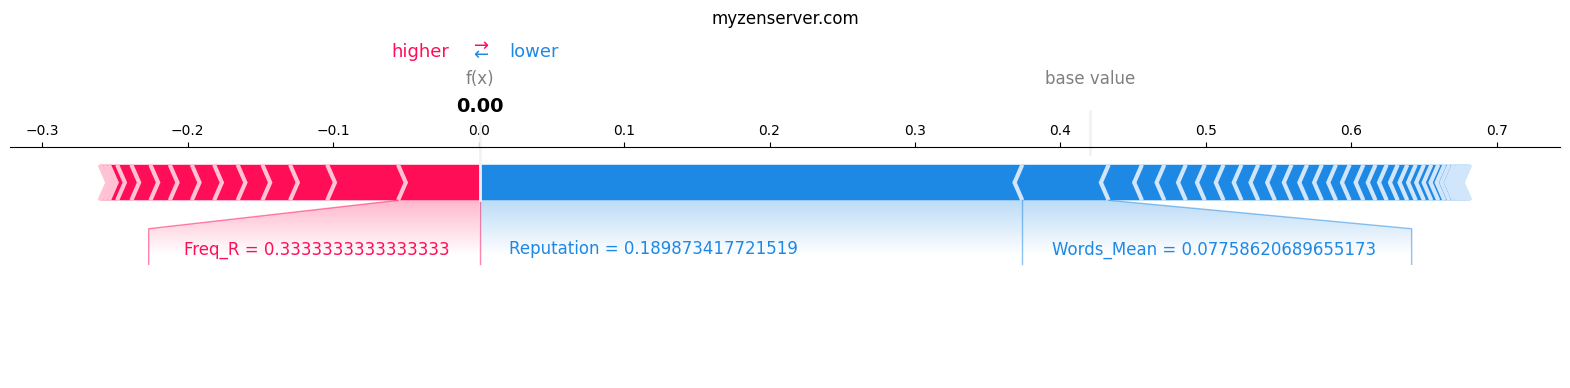 myzenserver.com
higher ⇄ lower
f(x) base value
0.00
−0.3 −0.2 −0.1 0.0 0.1 0.2 0.3 0.4 0.5 0.6 0.7
Freq_R = 0.3333333333333333 Reputation = 0.189873417721519 Words_Mean = 0.07758620689655173